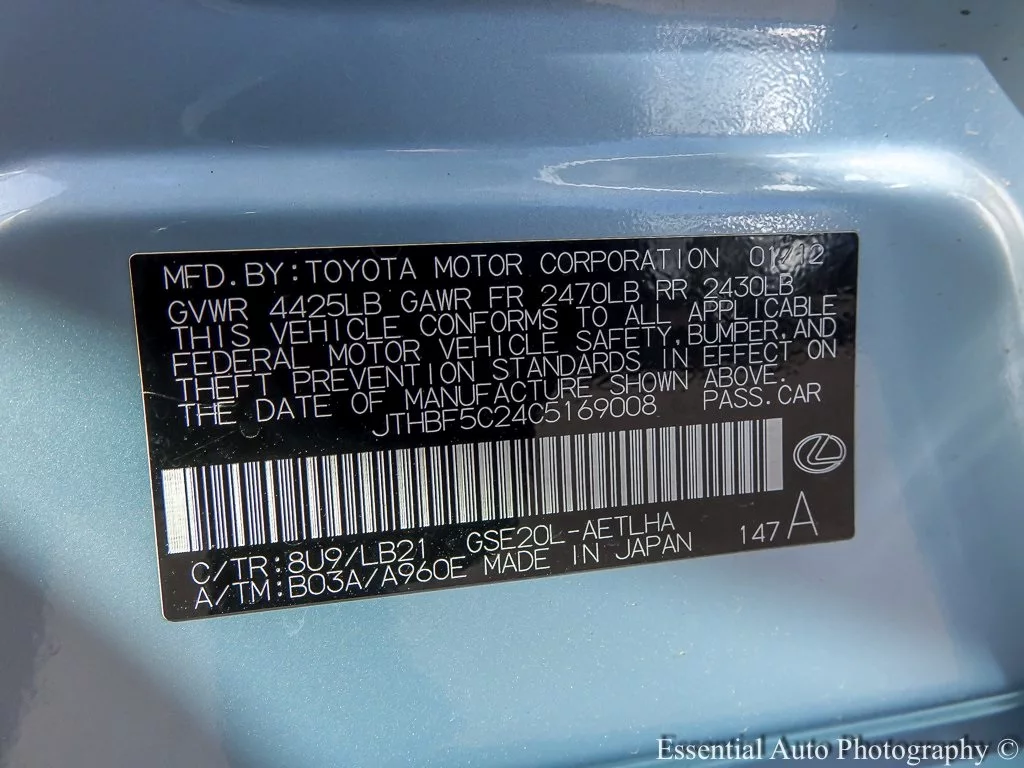 MFD.BY:TOYOTA MOTOR CORPORATION 01/12
GVWR 4425LB GAWR FR 2470LB RR 2430LB
THIS VEHICLE CONFORMS TO ALL APPLICABLE
FEDERAL MOTOR VEHICLE SAFETY,BUMPER,AND
THEFT PREVENTION STANDARDS IN EFFECT ON
THE DATE OF MANUFACTURE SHOWN ABOVE.
JTHBF5C24C5169008 PASS.CAR
C/TR:8U9/LB21 GSE20L-AETLHA 147 A
A/TM:B03A/A960E MADE IN JAPAN
Essential Auto Photography ©